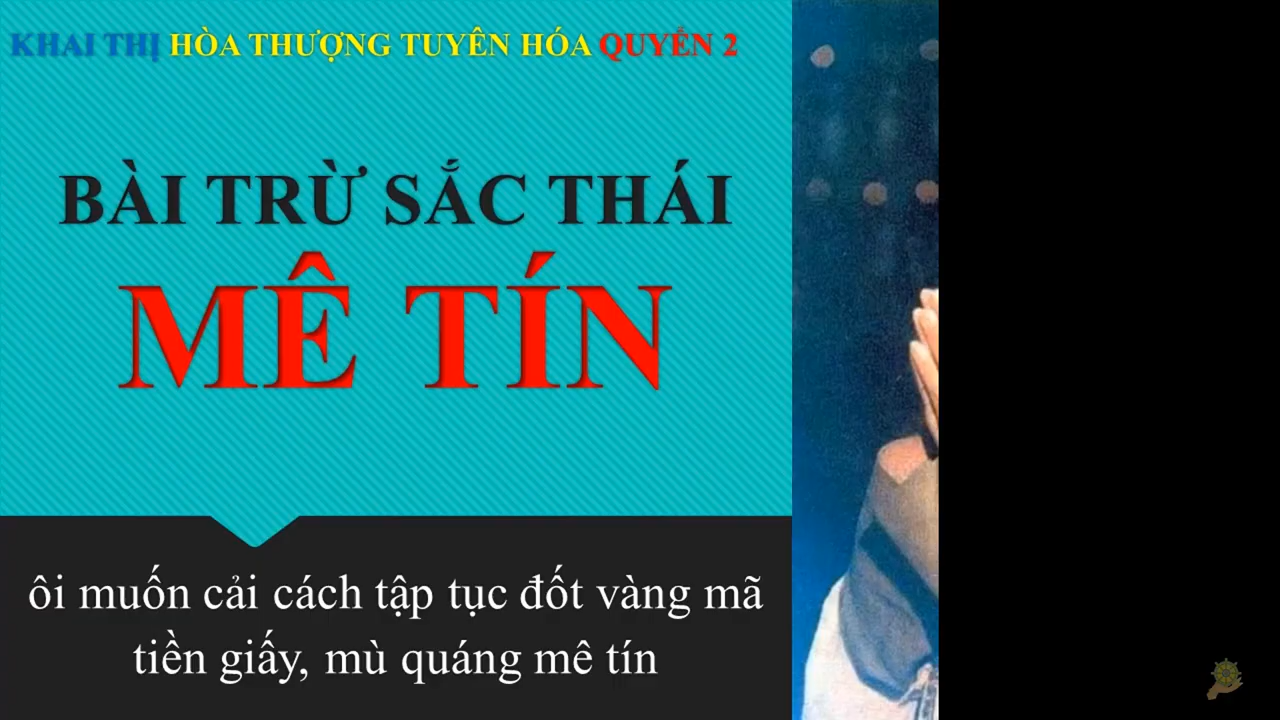 KHAI THỊ HÒA THƯỢNG TUYÊN HÓA QUYỂN 2
BÀI TRỪ SẮC THÁI
MÊ TÍN
ôi muốn cải cách tập tục đốt vàng mã
tiền giấy, mù quáng mê tín